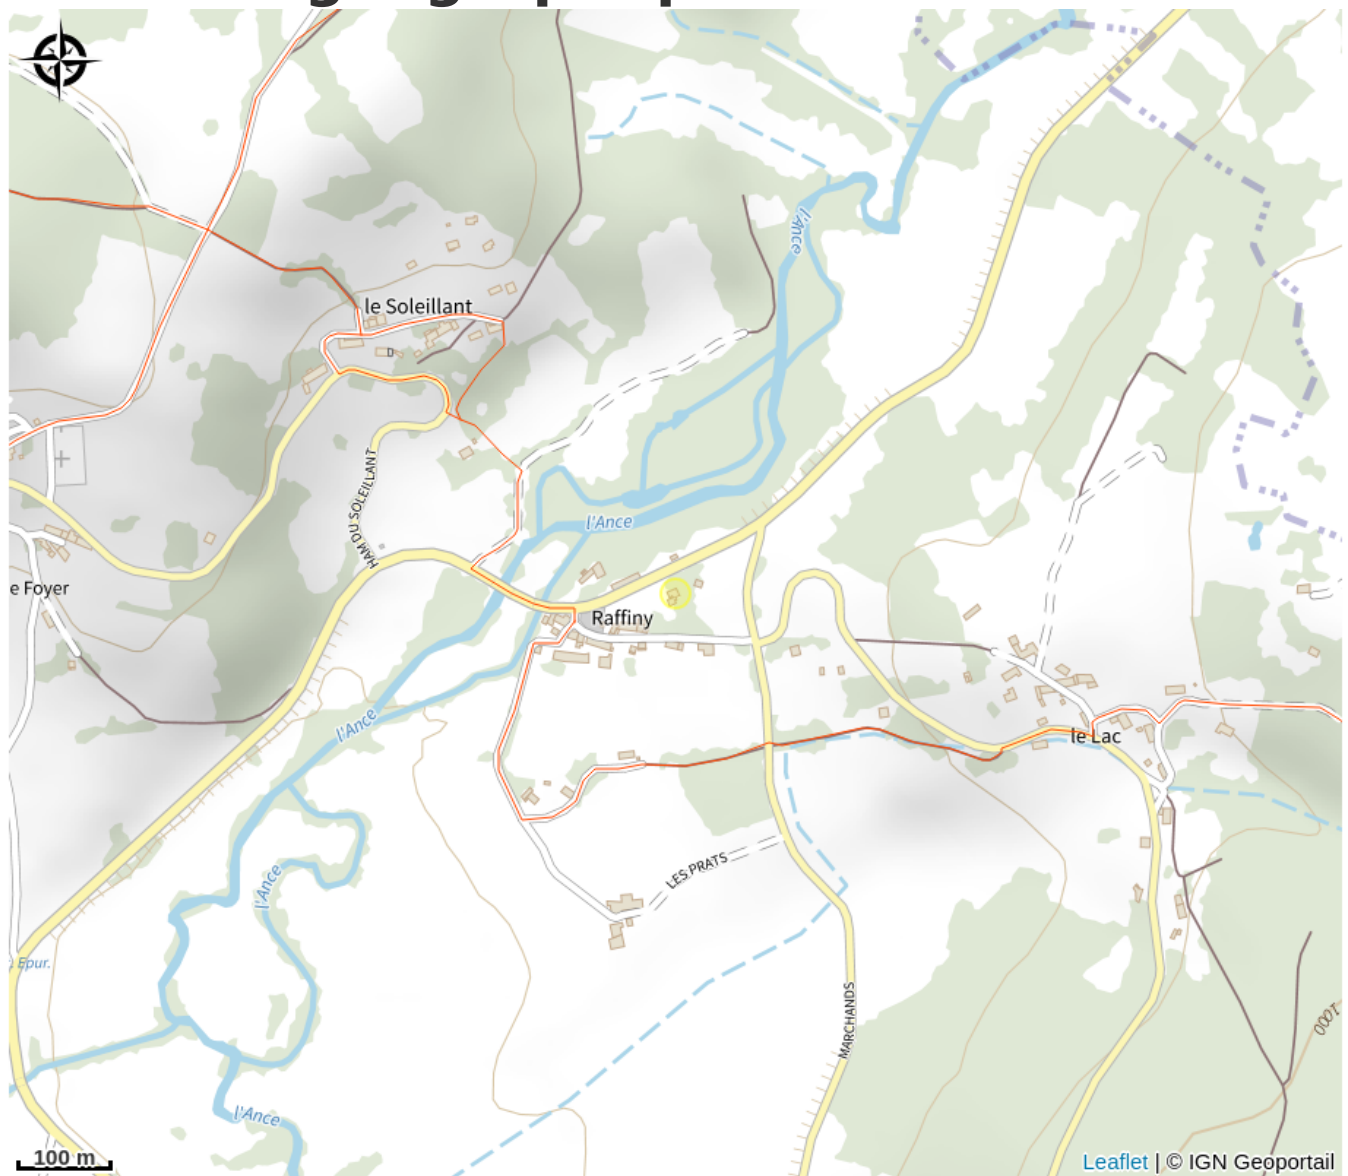 l'Ance
le Soleillant
HAM DU SOLEILLANT
l'Ance
e Foyer
Raffiny
l'Ance
le Lac
LES PRATS
l'Ance
Epur.
MARCHANDS
1000
l'Ance
100 m
Leaflet | © IGN Geoportail